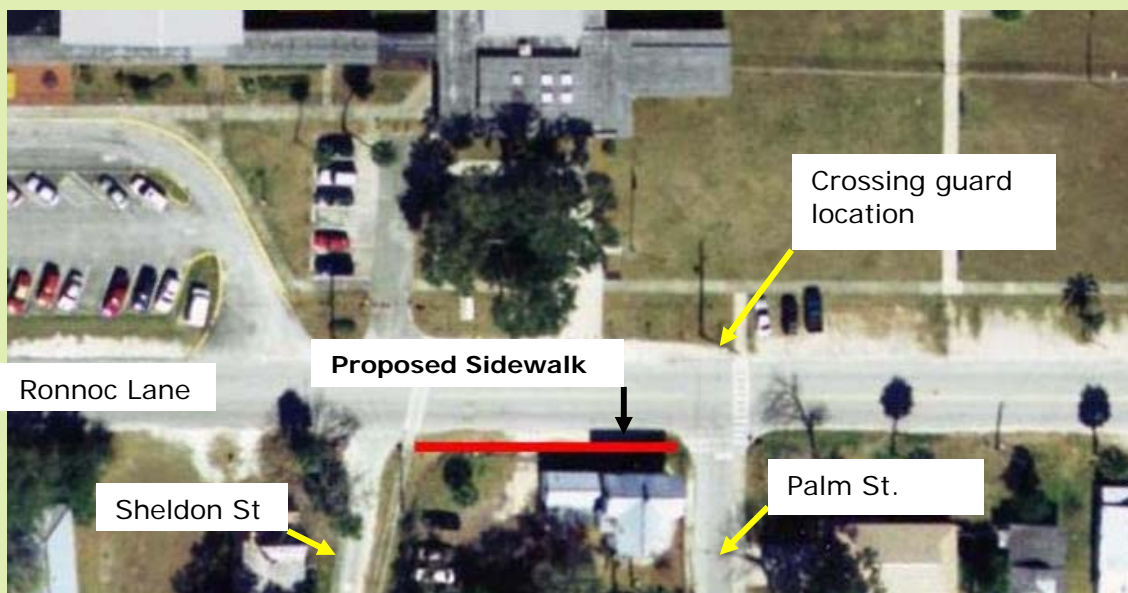 Crossing guard
location
Proposed Sidewalk
Ronnoc Lane
Sheldon St
Palm St.